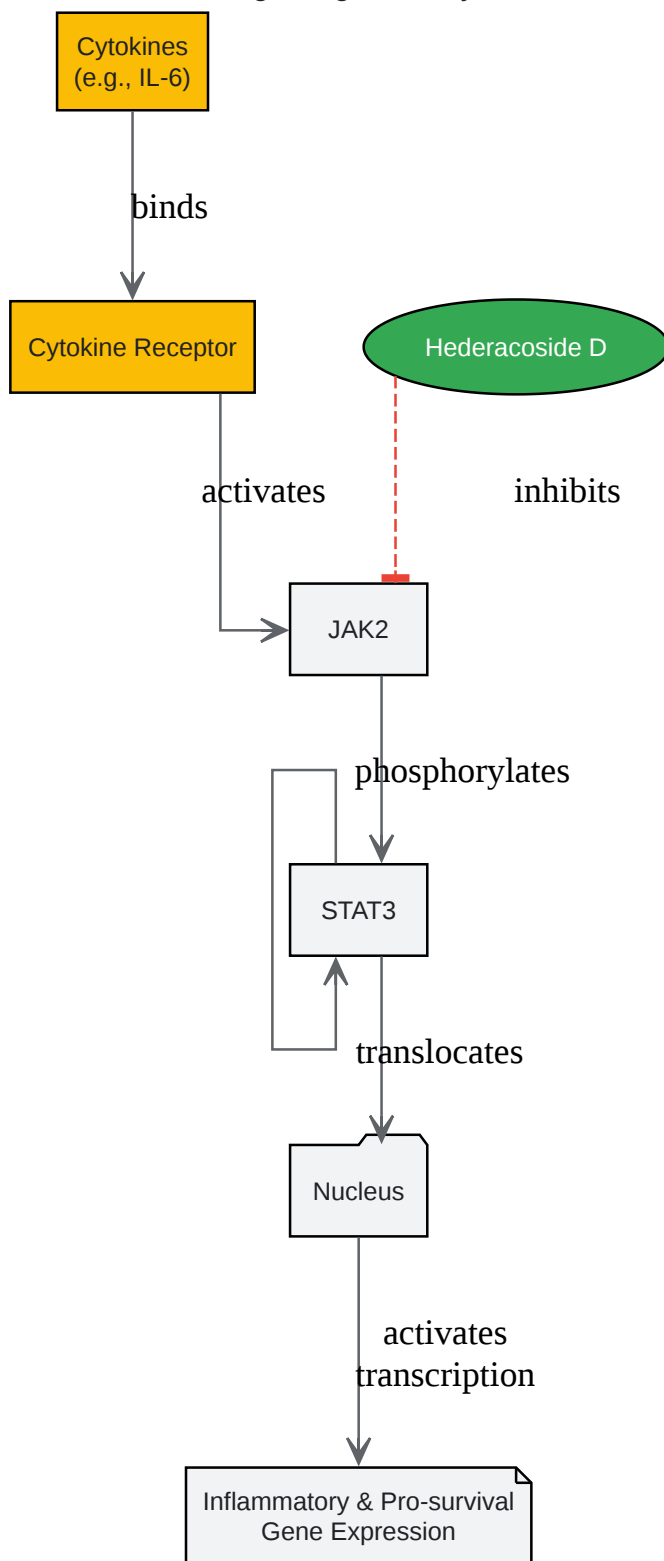 Cytokines
(e.g., IL-6)
binds
Cytokine Receptor
Hederacoside D
activates
inhibits
JAK2
phosphorylates
STAT3
translocates
Nucleus
activates
transcription
Inflammatory & Pro-survival
Gene Expression